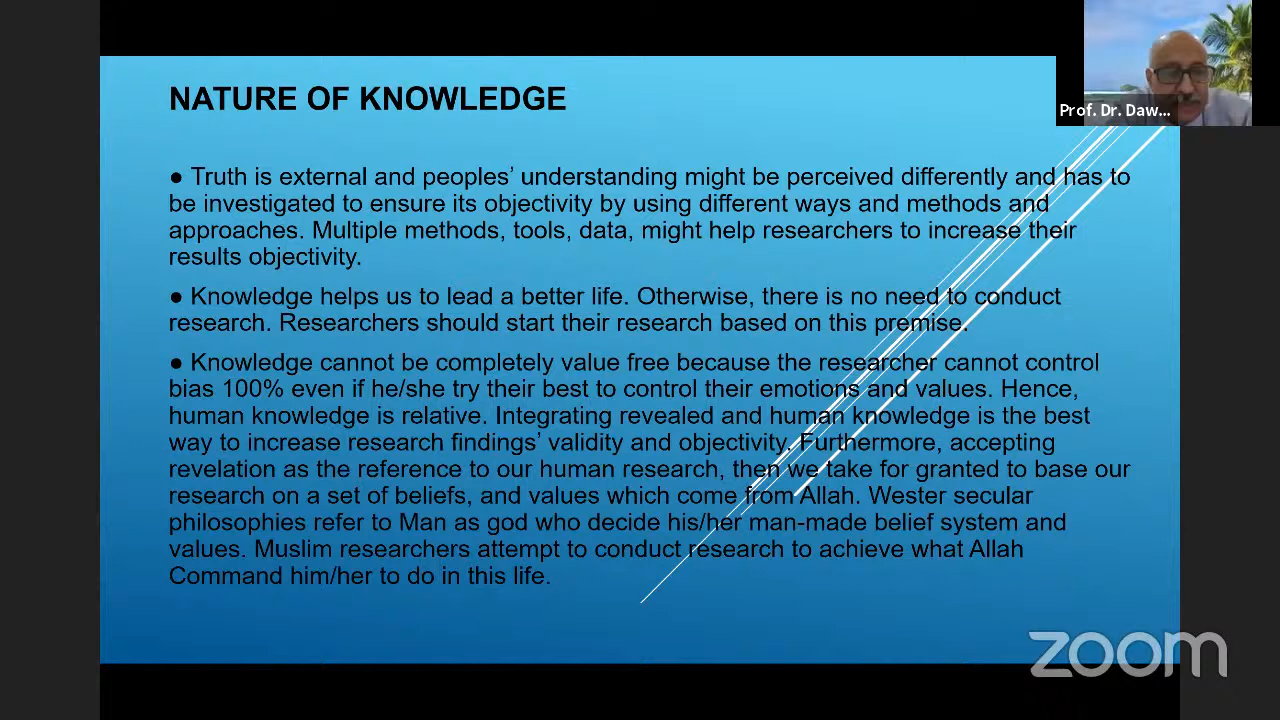 NATURE OF KNOWLEDGE
Prof. Dr. Daw...
● Truth is external and peoples’ understanding might be perceived differently and has to
be investigated to ensure its objectivity by using different ways and methods and
approaches. Multiple methods, tools, data, might help researchers to increase their
results objectivity.
● Knowledge helps us to lead a better life. Otherwise, there is no need to conduct
research. Researchers should start their research based on this premise.
● Knowledge cannot be completely value free because the researcher cannot control
bias 100% even if he/she try their best to control their emotions and values. Hence,
human knowledge is relative. Integrating revealed and human knowledge is the best
way to increase research findings’ validity and objectivity. Furthermore, accepting
revelation as the reference to our human research, then we take for granted to base our
research on a set of beliefs, and values which come from Allah. Wester secular
philosophies refer to Man as god who decide his/her man-made belief system and
values. Muslim researchers attempt to conduct research to achieve what Allah
Command him/her to do in this life.
zoom